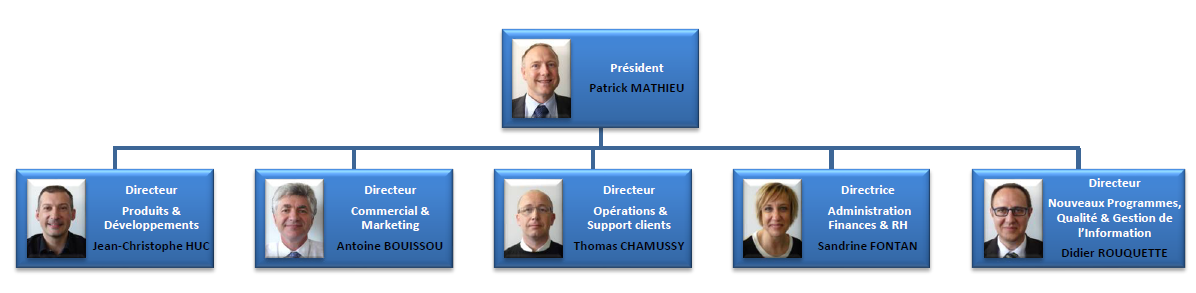 Président
Patrick MATHIEU
Directeur
Produits &
Développements
Jean-Christophe HUC
Directeur
Commercial &
Marketing
Antoine BOUISSOU
Directeur
Opérations &
Support clients
Thomas CHAMUSSY
Directrice
Administration
Finances & RH
Sandrine FONTAN
Directeur
Nouveaux Programmes,
Qualité & Gestion de
l’Information
Didier ROUQUETTE